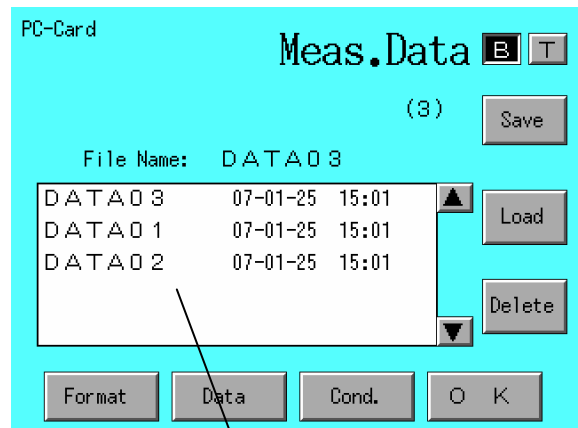 PC-Card
Meas.Data B T
(3)
Save
File Name: DATA03
DATA03 07-01-25 15:01
DATA01 07-01-25 15:01
DATA02 07-01-25 15:01
Load
Delete
Format Data Cond. O K